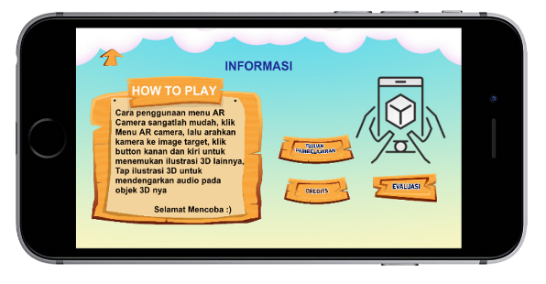 INFORMASI
HOW TO PLAY
Cara penggunaan menu AR
Camera sangatlah mudah, klik
Menu AR camera, lalu arahkan
kamera ke image target, klik
button kanan dan kiri untuk
menemukan ilustrasi 3D lainnya,
Tap ilustrasi 3D untuk
mendengarkan audio pada
objek 3D nya
Selamat Mencoba :)
TUJUAN
PEMBELAJARAN
CREDITS
EVALUASI